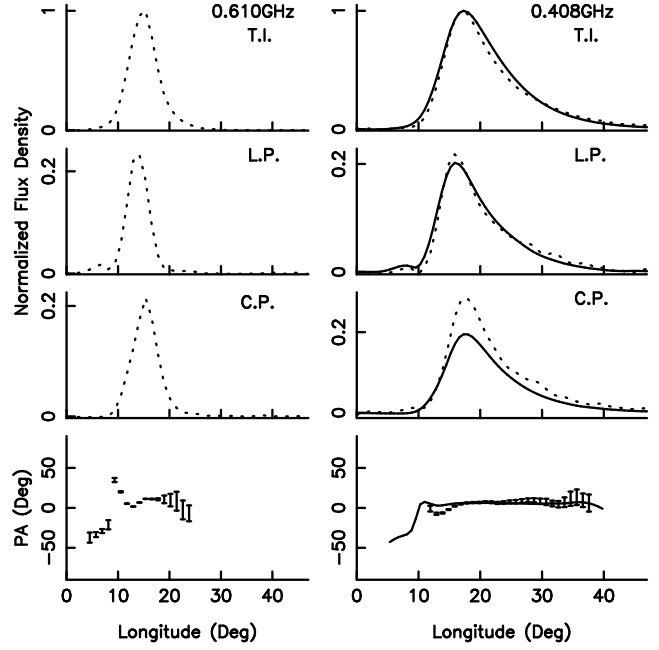 0.610GHz
T.I.
1
0
L.P.
0.2
0
C.P.
0.2
0
50
0
−50
0 10 20 30 40
Longitude (Deg)
Normalized Flux Density
PA (Deg)
0.408GHz
T.I.
1
0
L.P.
0.2
0
C.P.
0.2
0
50
0
−50
0 10 20 30 40
Longitude (Deg)